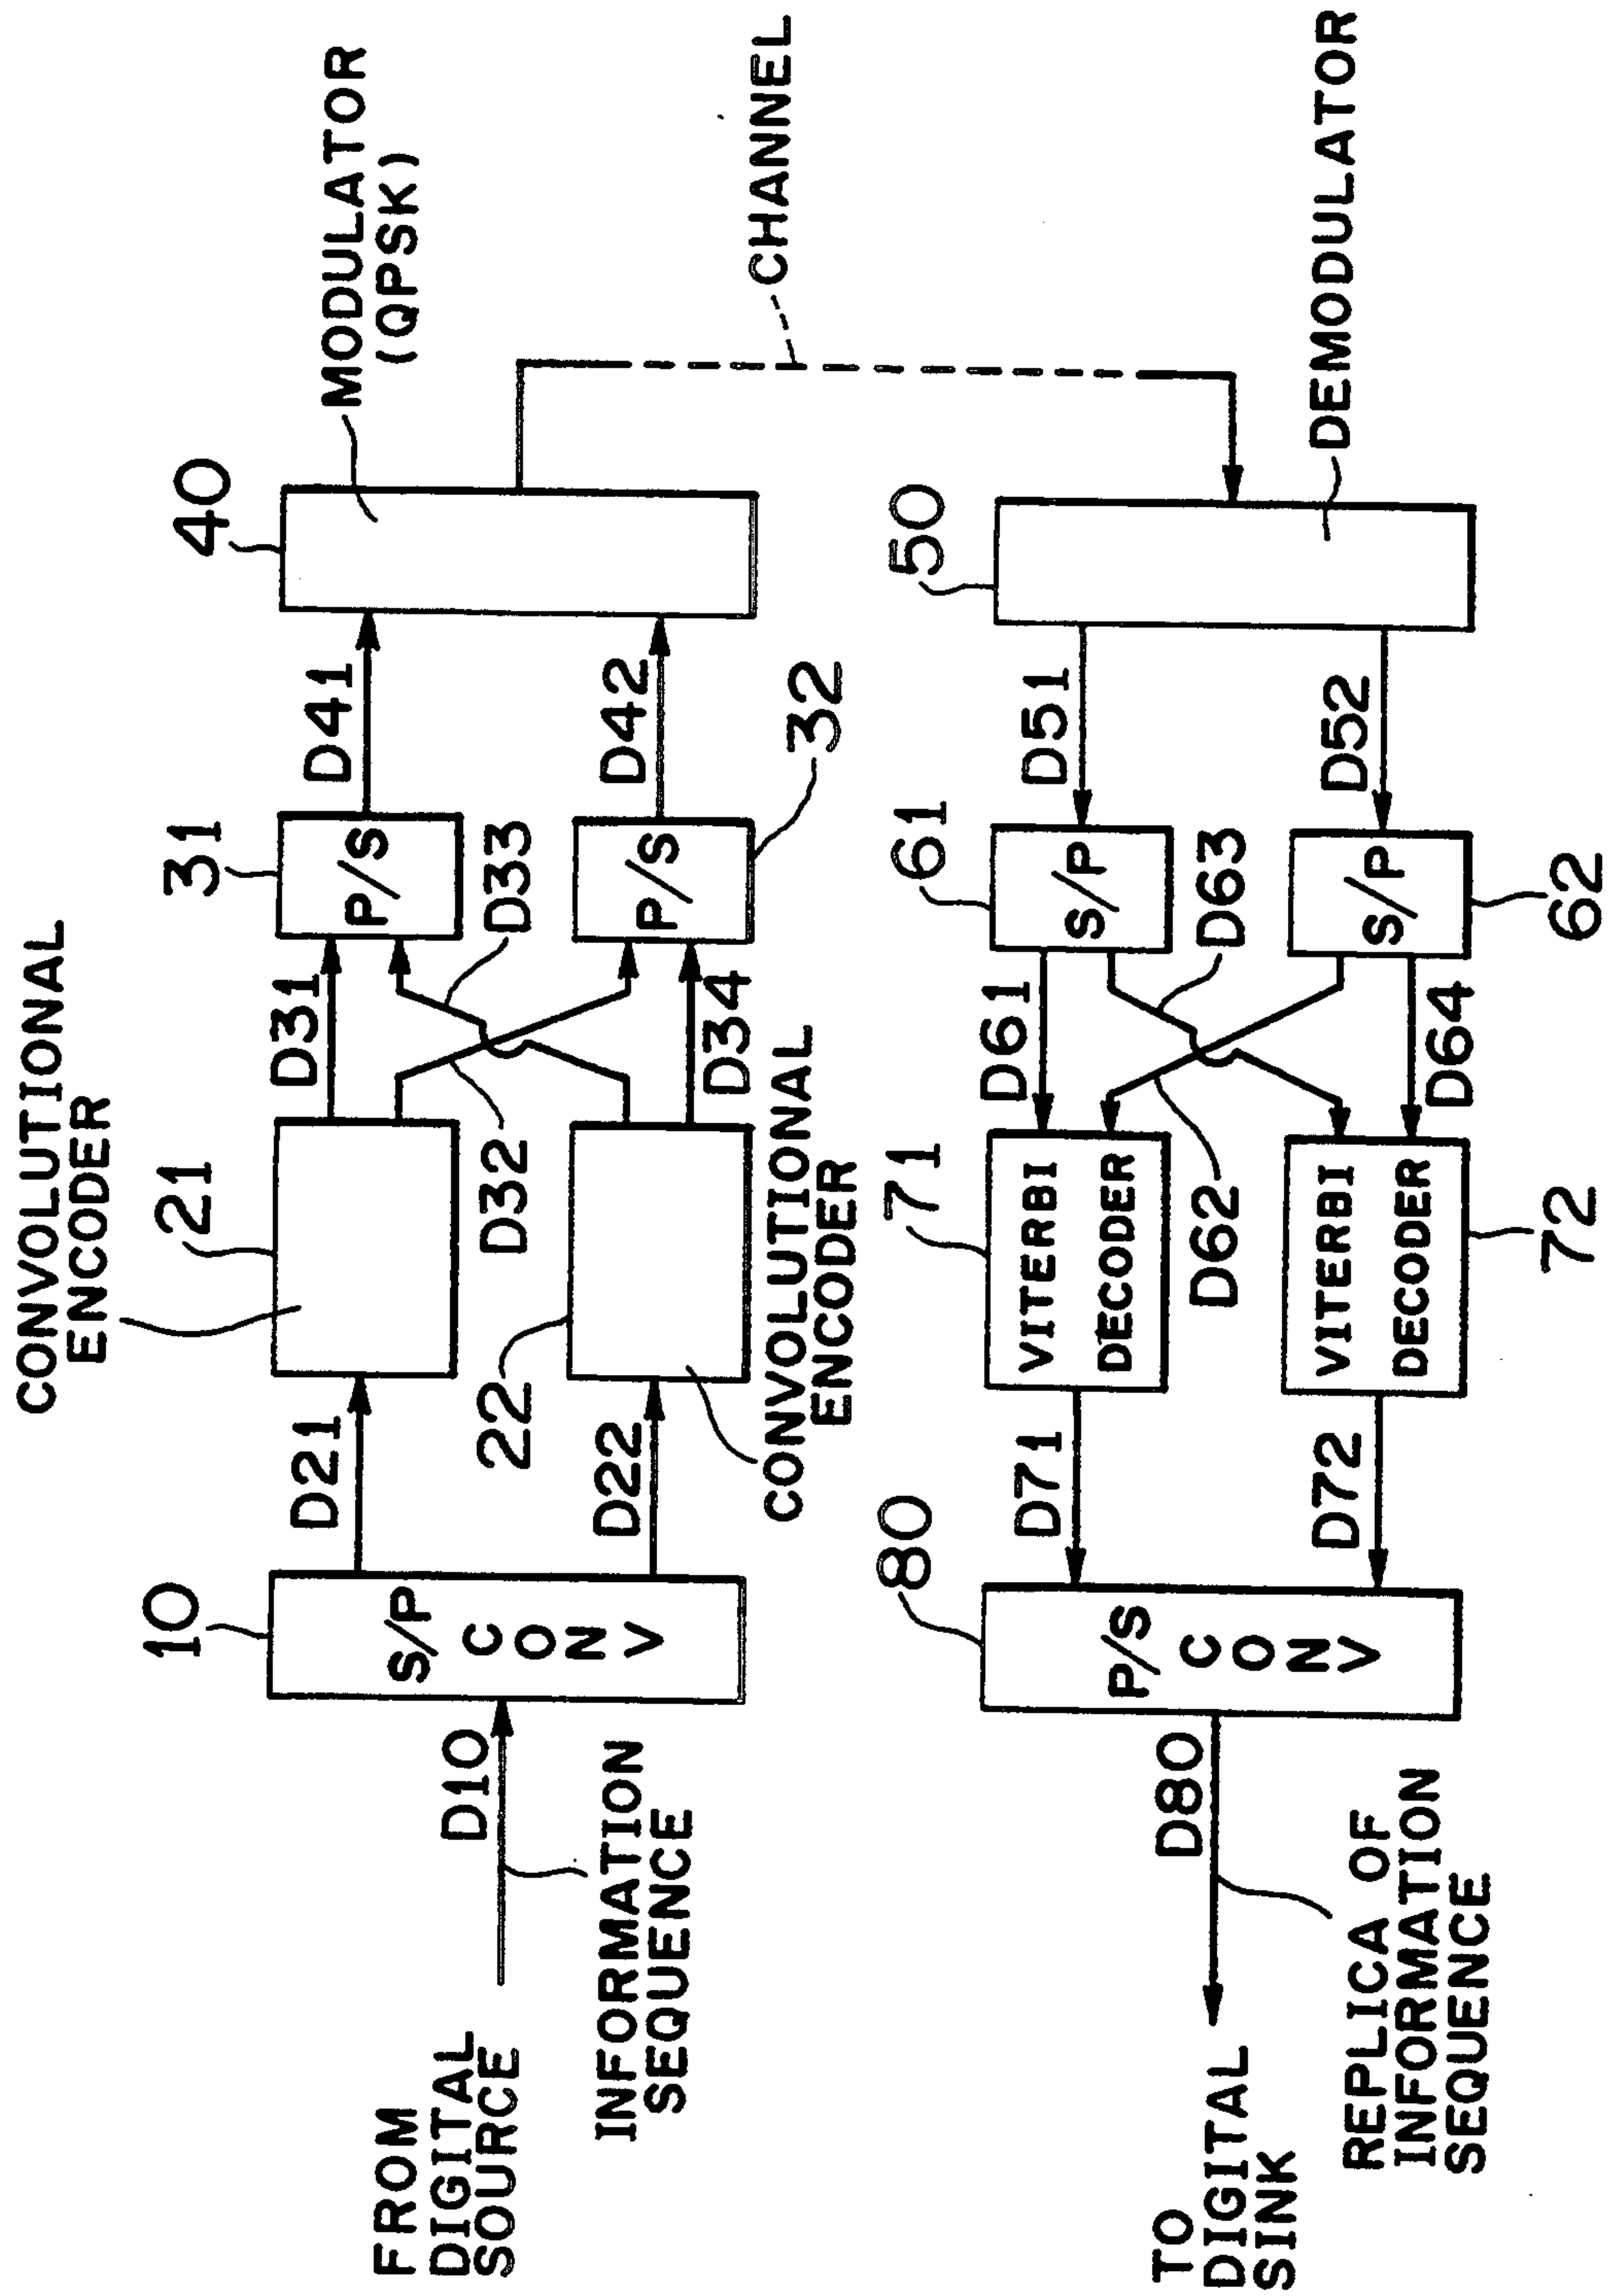 CONVOLUTIONAL
ENCODER
FROM
DIGITAL
SOURCE
D10
INFORMATION
SEQUENCE
10
S/P
C
O
N
V
D21
D22
21
22
CONVOLUTIONAL
ENCODER
D31
D32
D33
D34
31
P/S
P/S
32
D41
D42
40
MODULATOR
(QPSK)
CHANNEL
TO
DIGITAL
SINK
D80
REPLICA OF
INFORMATION
SEQUENCE
80
P/S
C
O
N
V
D71
D72
71
VITERBI
DECODER
VITERBI
DECODER
72
D61
D62
D63
D64
61
S/P
S/P
62
D51
D52
50
DEMODULATOR